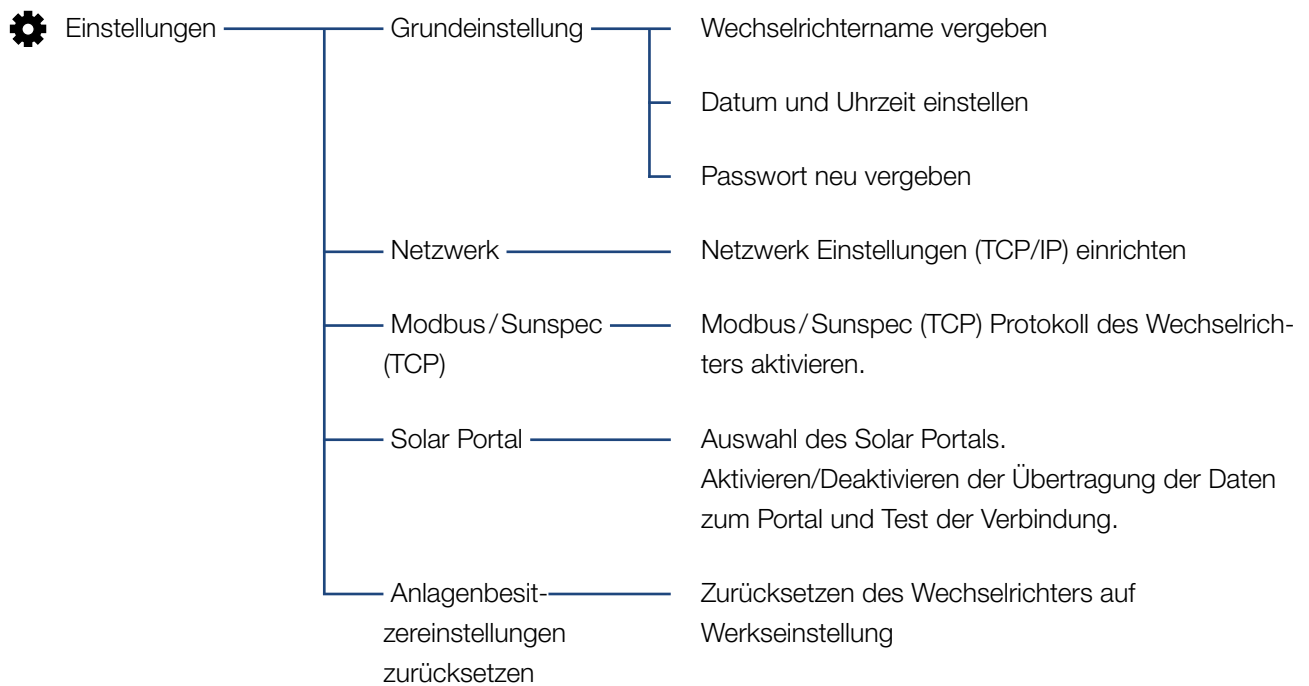 Einstellungen
Grundeinstellung
Wechselrichtername vergeben
Datum und Uhrzeit einstellen
Passwort neu vergeben
Netzwerk
Netzwerk Einstellungen (TCP/IP) einrichten
Modbus / Sunspec
(TCP)
Modbus / Sunspec (TCP) Protokoll des Wechselrich-
ters aktivieren.
Solar Portal
Auswahl des Solar Portals.
Aktivieren/Deaktivieren der Übertragung der Daten
zum Portal und Test der Verbindung.
Anlagenbesit-
zereinstellungen
zurücksetzen
Zurücksetzen des Wechselrichters auf
Werkseinstellung